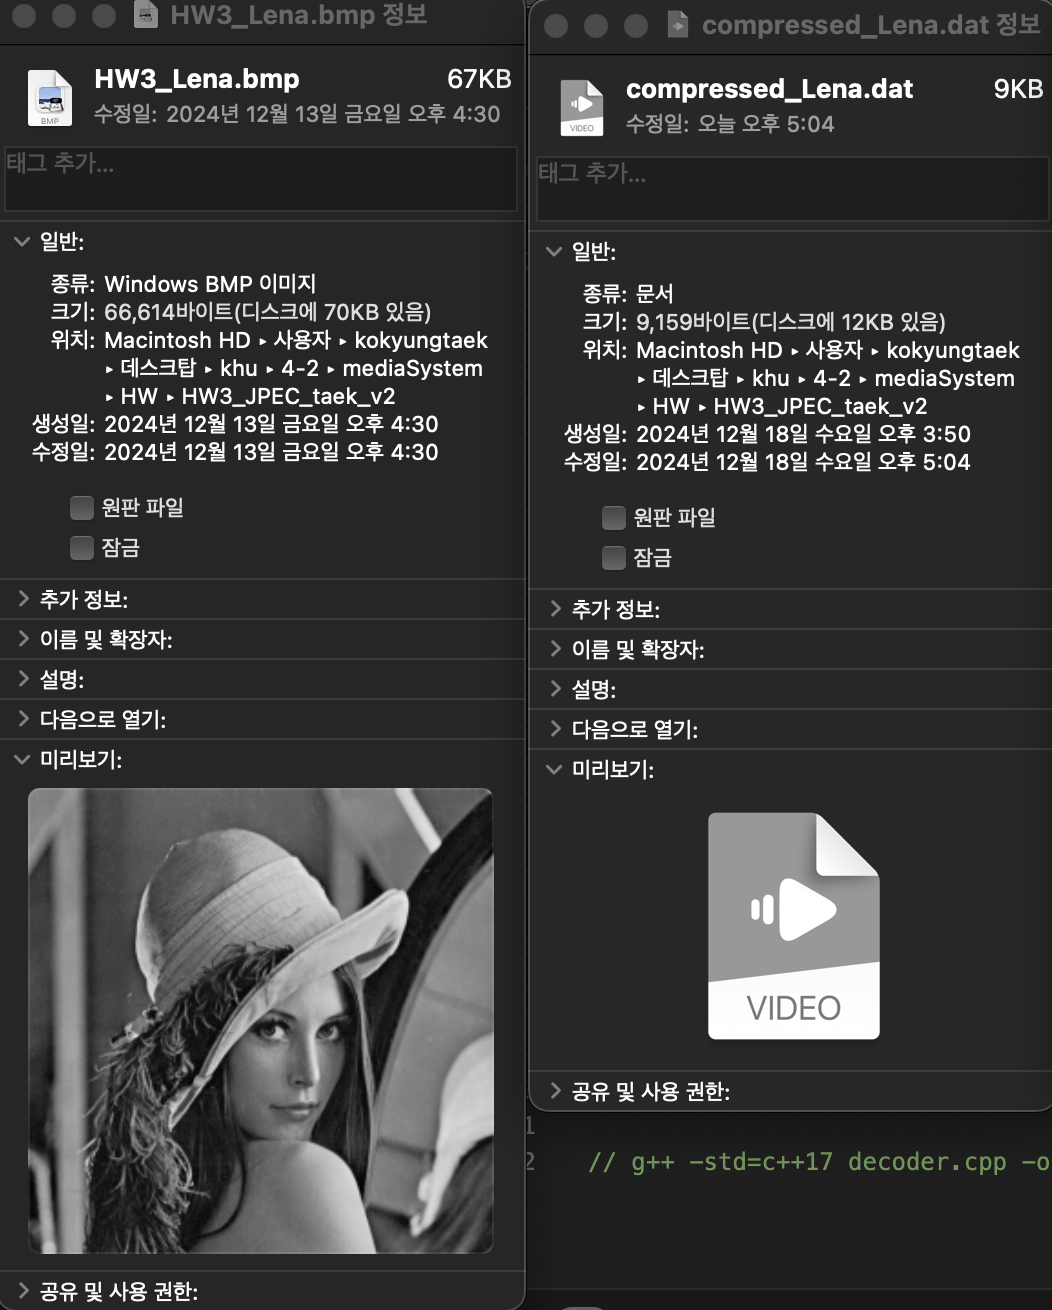 HW3_Lena.bmp 정보
BMP
HW3_Lena.bmp 67KB
수정일: 2024년 12월 13일 금요일 오후 4:30
태그 추가...
일반:
종류: Windows BMP 이미지
크기: 66,614바이트(디스크에 70KB 있음)
위치: Macintosh HD ▸ 사용자 ▸ kokyungtaek
▸ 데스크탑 ▸ khu ▸ 4-2 ▸ mediaSystem
▸ HW ▸ HW3_JPEC_taek_v2
생성일: 2024년 12월 13일 금요일 오후 4:30
수정일: 2024년 12월 13일 금요일 오후 4:30
원판 파일
잠금
추가 정보:
이름 및 확장자:
설명:
다음으로 열기:
미리보기:
공유 및 사용 권한:
compressed_Lena.dat 정보
VIDEO
compressed_Lena.dat 9KB
수정일: 오늘 오후 5:04
태그 추가...
일반:
종류: 문서
크기: 9,159바이트(디스크에 12KB 있음)
위치: Macintosh HD ▸ 사용자 ▸ kokyungtaek
▸ 데스크탑 ▸ khu ▸ 4-2 ▸ mediaSystem
▸ HW ▸ HW3_JPEC_taek_v2
생성일: 2024년 12월 18일 수요일 오후 3:50
수정일: 2024년 12월 18일 수요일 오후 5:04
원판 파일
잠금
추가 정보:
이름 및 확장자:
설명:
다음으로 열기:
미리보기:
VIDEO
공유 및 사용 권한:
1
2 // g++ -std=c++17 decoder.cpp -o